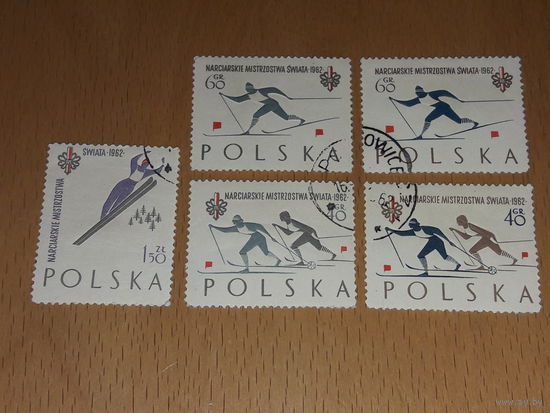 NARCIARSKIE MISTRZOSTWA ŚWIATA·1962·
60 GR.
POLSKA
NARCIARSKIE MISTRZOSTWA ŚWIATA·1962·
60 GR.
POLSKA
NARCIARSKIE MISTRZOSTWA
ŚWIATA·1962·
1 50 ZŁ
POLSKA
NARCIARSKIE MISTRZOSTWA ŚWIATA·1962·
40
POLSKA
NARCIARSKIE MISTRZOSTWA ŚWIATA·1962·
40 GR.
POLSKA